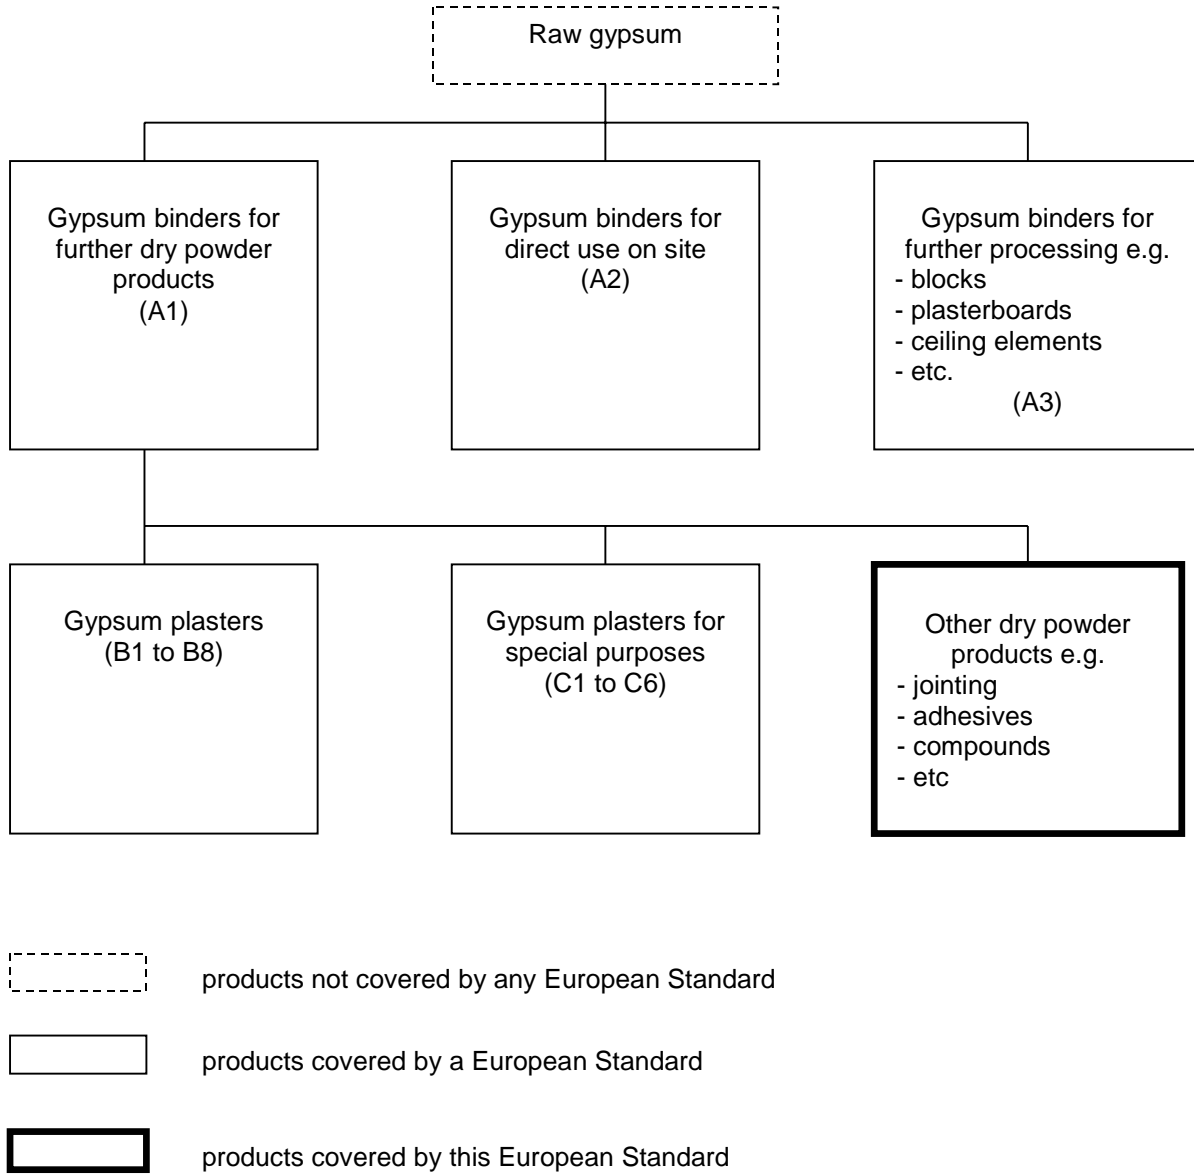 Raw gypsum
Gypsum binders for
further dry powder
products
(A1)
Gypsum binders for
direct use on site
(A2)
Gypsum binders for
further processing e.g.
- blocks
- plasterboards
- ceiling elements
- etc.
(A3)
Gypsum plasters
(B1 to B8)
Gypsum plasters for
special purposes
(C1 to C6)
Other dry powder
products e.g.
- jointing
- adhesives
- compounds
- etc
products not covered by any European Standard
products covered by a European Standard
products covered by this European Standard